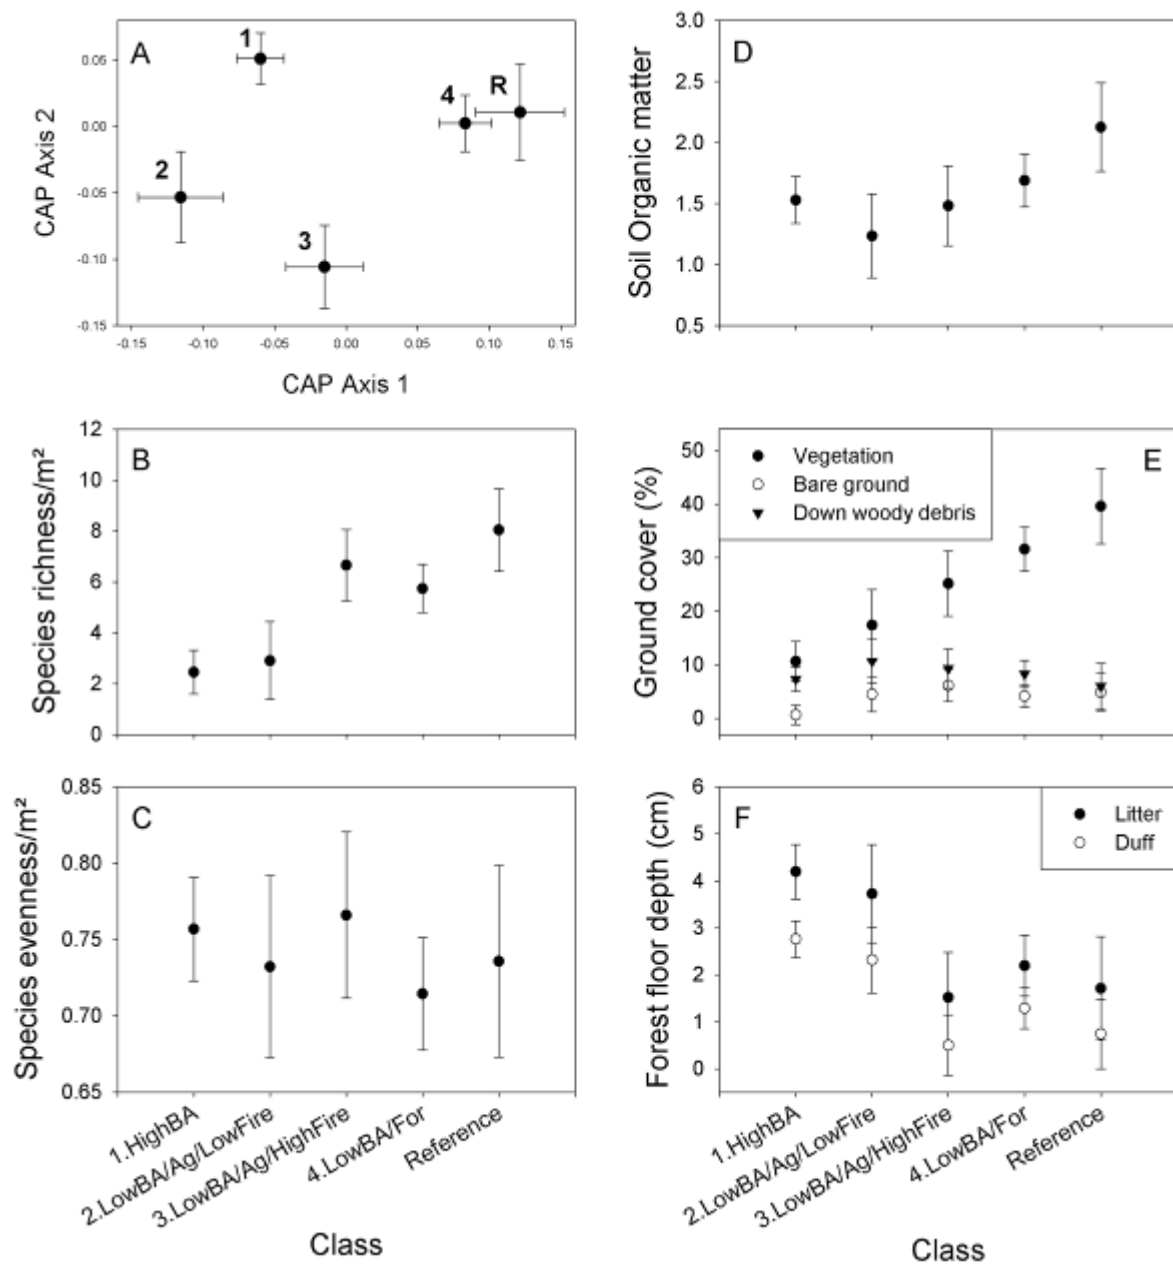 A
1
2
3
4
R
0.05
0.00
-0.05
-0.10
-0.15
-0.15
-0.10
-0.05
0.00
0.05
0.10
0.15
CAP Axis 2
CAP Axis 1
D
3.0
2.5
2.0
1.5
1.0
0.5
Soil Organic matter
B
12
10
8
6
4
2
0
Species richness/m²
E
Vegetation
Bare ground
Down woody debris
50
40
30
20
10
0
Ground cover (%)
C
0.85
0.80
0.75
0.70
0.65
Species evenness/m²
1.HighBA
2.LowBA/Ag/LowFire
3.LowBA/Ag/HighFire
4.LowBA/For
Reference
Class
F
Litter
Duff
6
5
4
3
2
1
0
Forest floor depth (cm)
1.HighBA
2.LowBA/Ag/LowFire
3.LowBA/Ag/HighFire
4.LowBA/For
Reference
Class